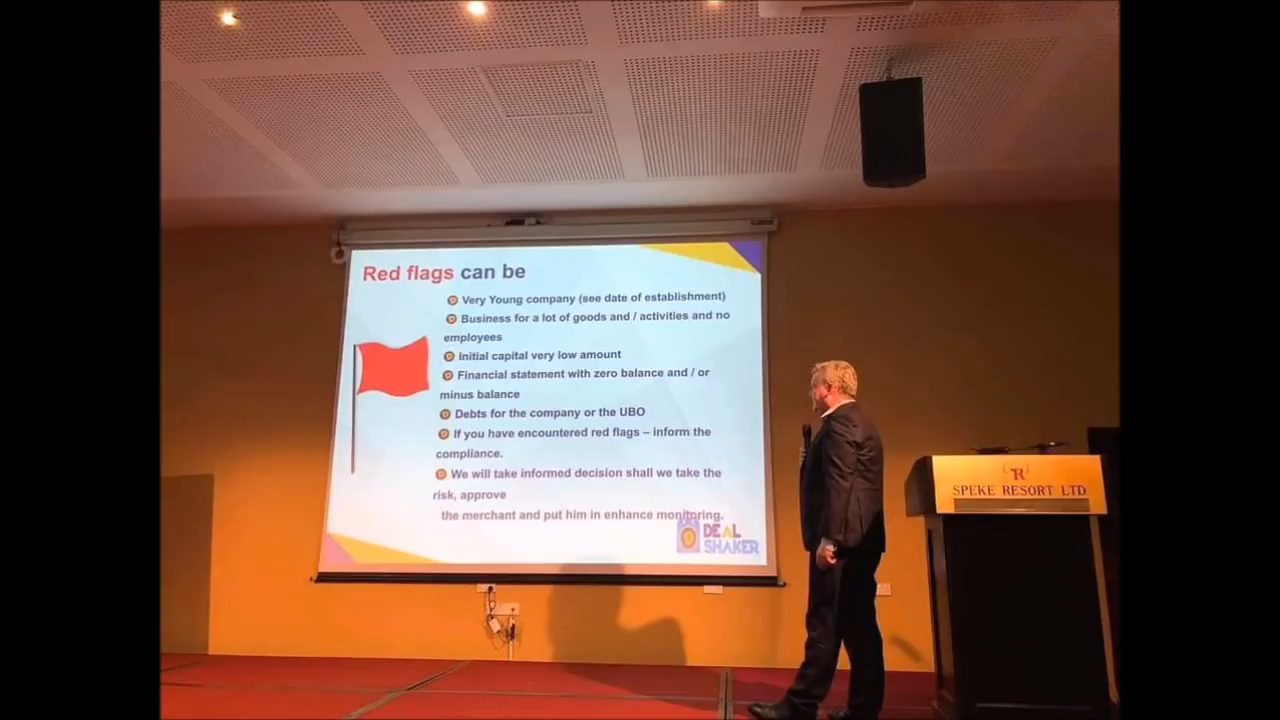 Red flags can be
Very Young company (see date of establishment)
Business for a lot of goods and / activities and no
employees
Initial capital very low amount
Financial statement with zero balance and / or
minus balance
Debts for the company or the UBO
If you have encountered red flags – inform the
compliance.
We will take informed decision shall we take the
risk, approve
the merchant and put him in enhance monitoring.
DEAL
SHAKER
R
SPEKE RESORT LTD.